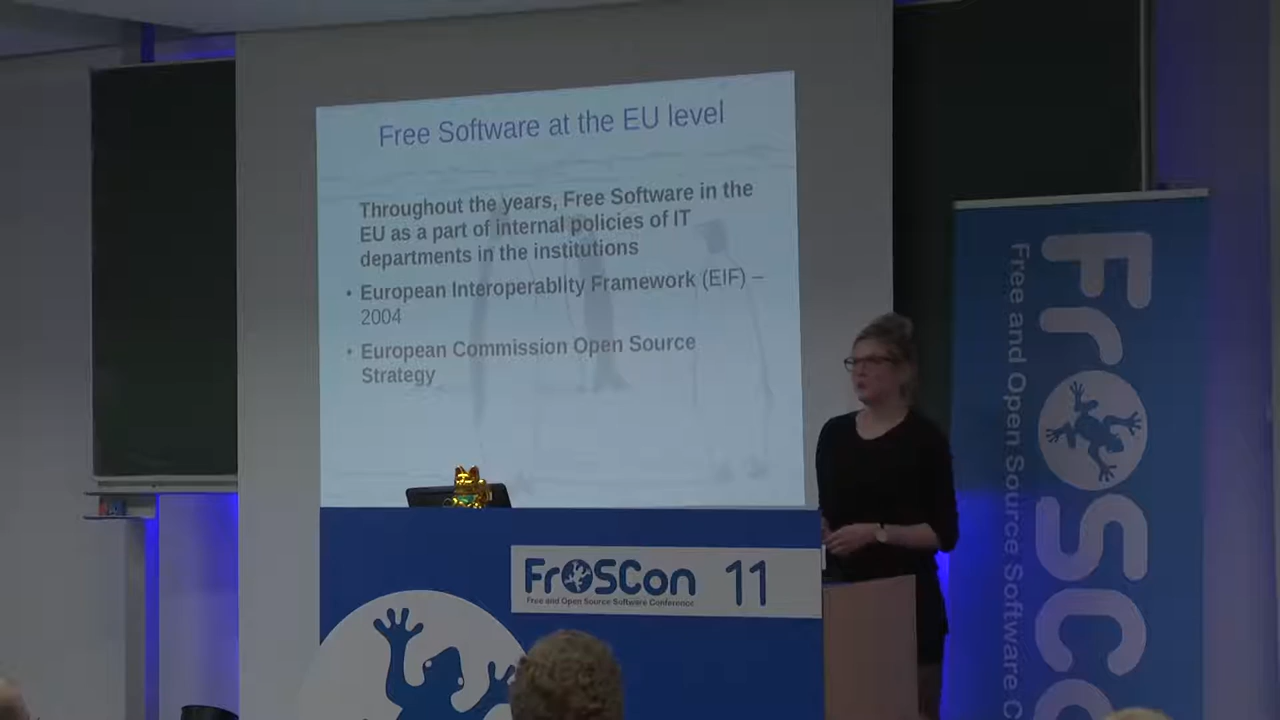 Free Software at the EU level
Throughout the years, Free Software in the
EU as a part of internal policies of IT
departments in the institutions
• European Interoperablity Framework (EIF) –
2004
• European Commission Open Source
Strategy
FrOSCon 11
Free and Open Source Software Conference
FrOSCo
Free and Open Source Software C